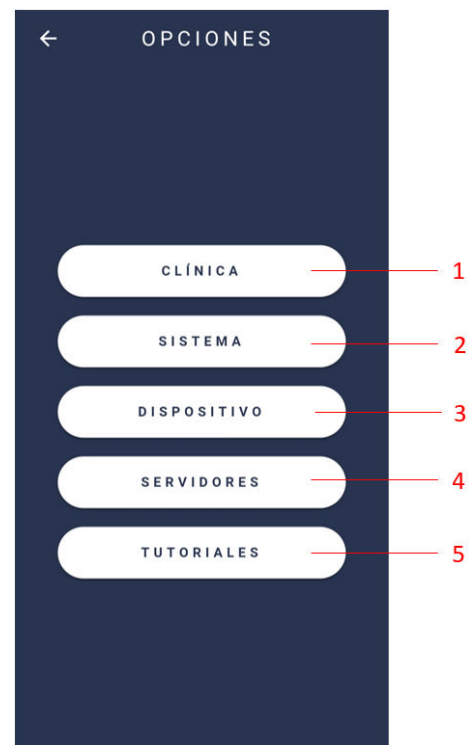 OPCIONES
CLÍNICA 1
SISTEMA 2
DISPOSITIVO 3
SERVIDORES 4
TUTORIALES 5